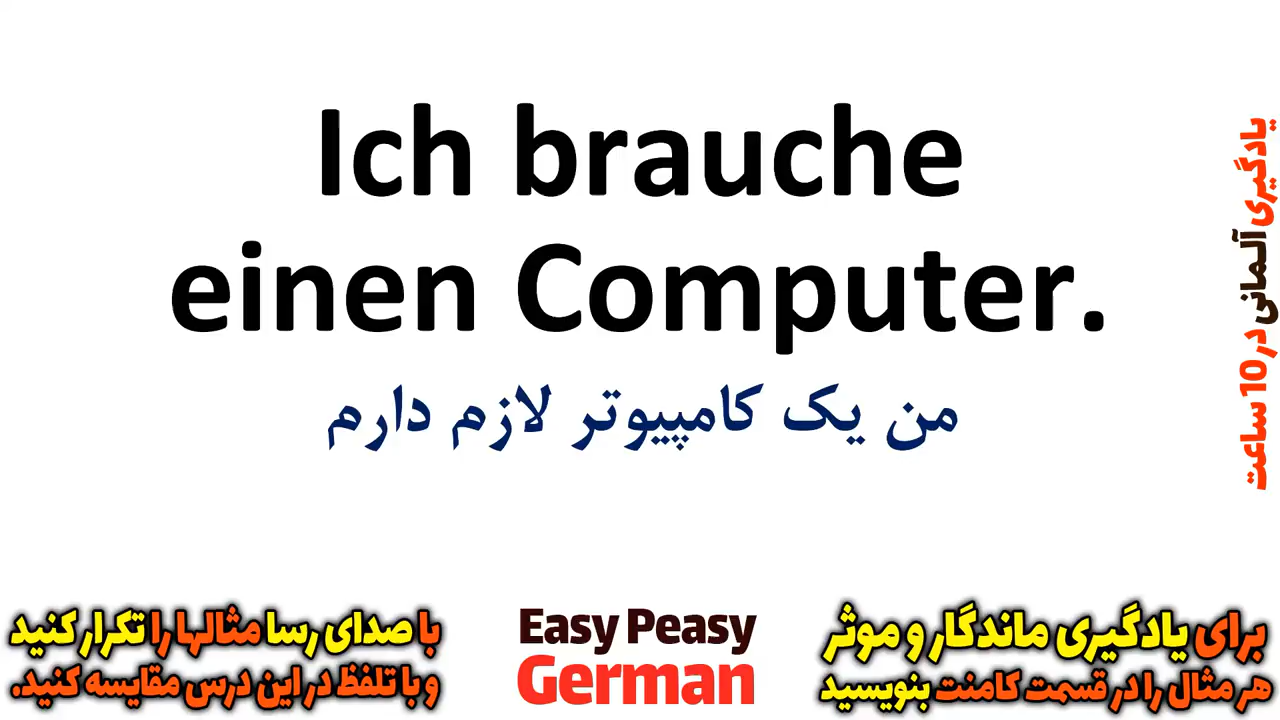 Ich brauche
einen Computer.
من یک کامپیوتر لازم دارم
یادگیری آلمانی در 10 ساعت
با صدای رسا مثالها را تکرار کنید
و با تلفظ در این درس مقایسه کنید.
Easy Peasy
German
برای یادگیری ماندگار و موثر
هر مثال را در قسمت کامنت بنویسید